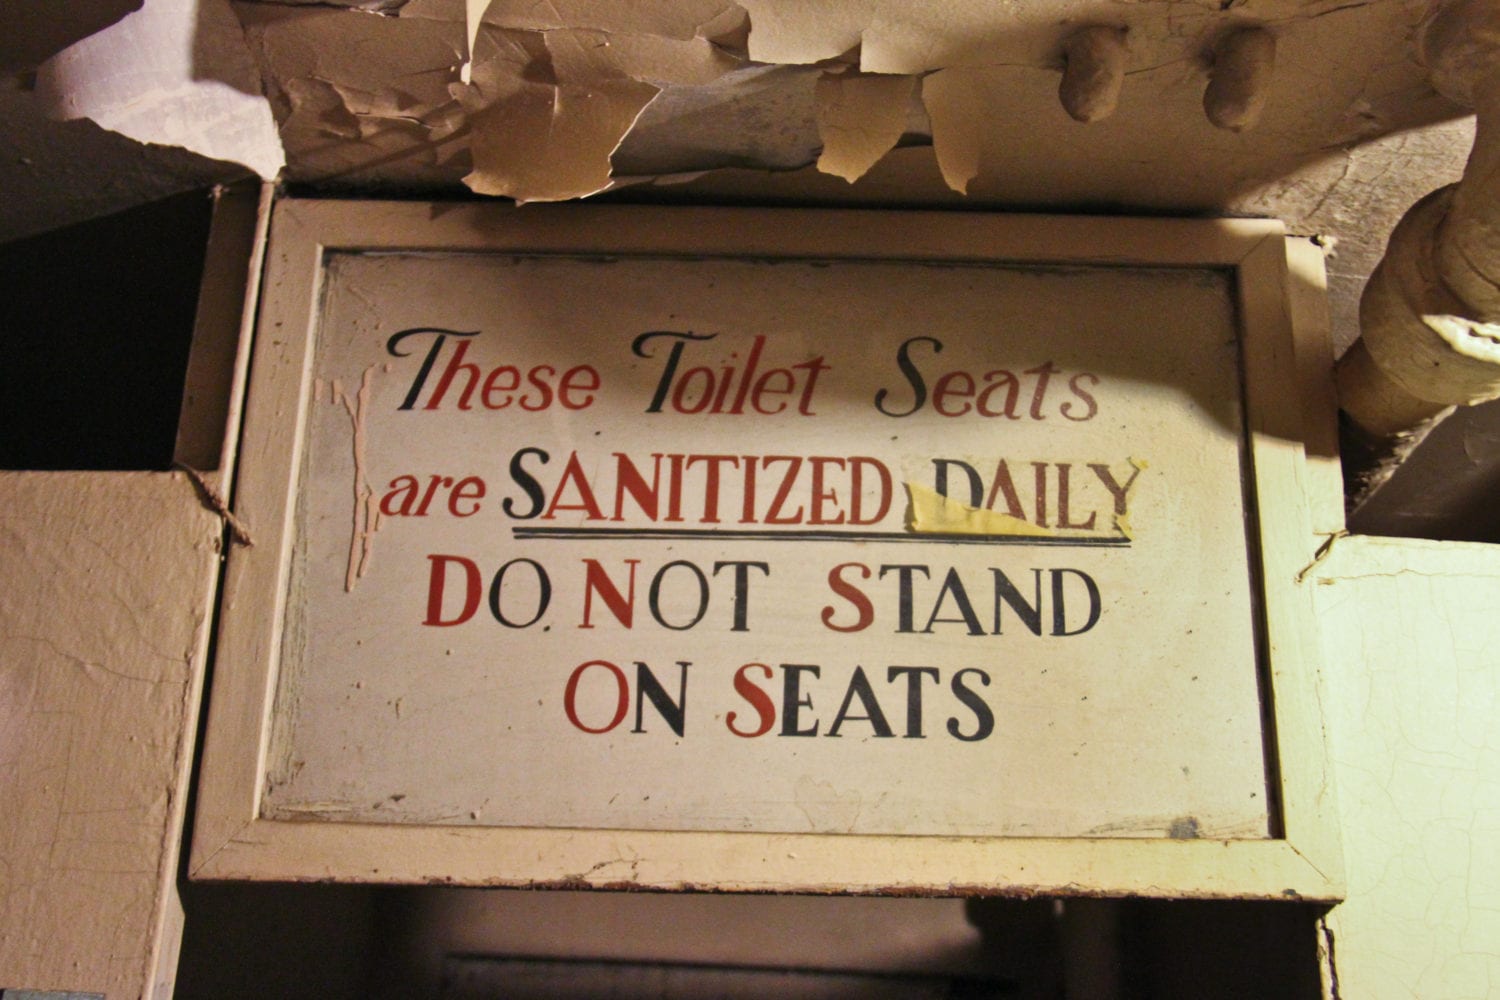 These Toilet Seats
are SANITIZED DAILY
DO NOT STAND
ON SEATS